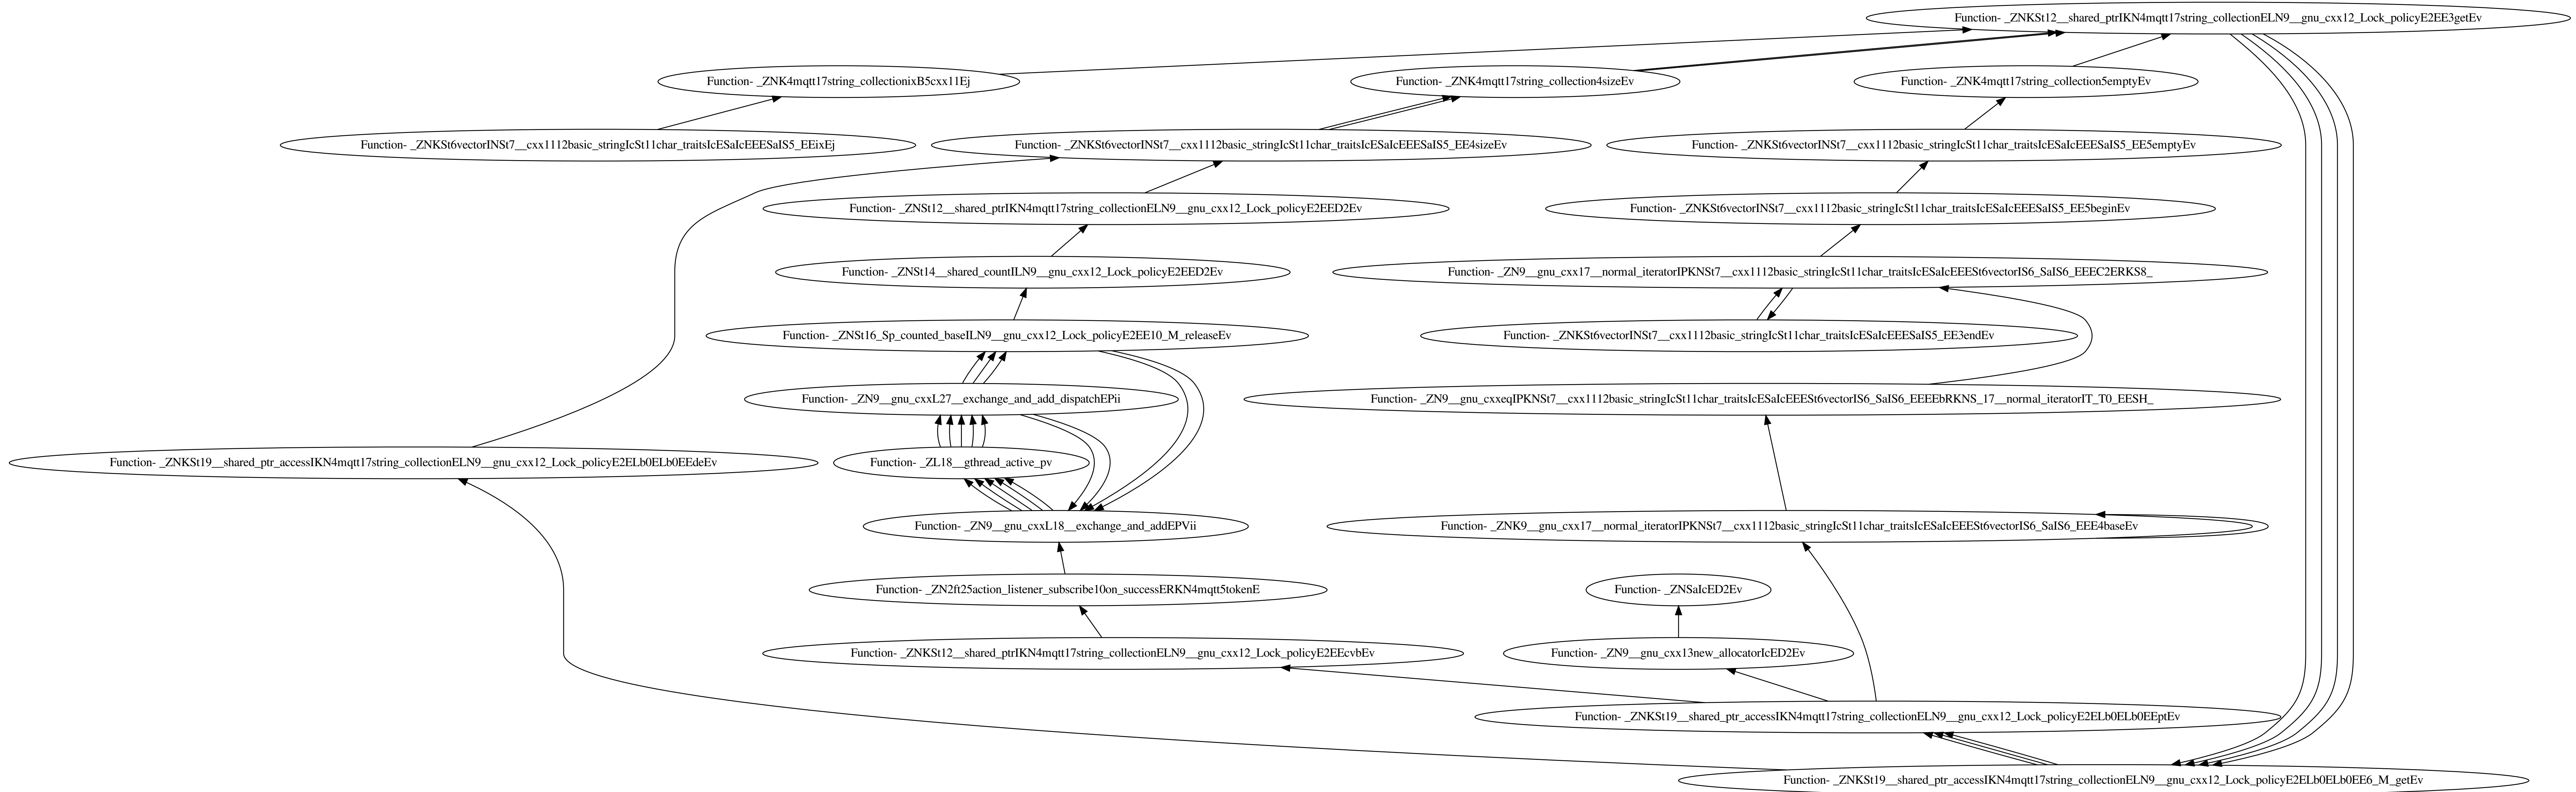 Function- _ZNKSt12__shared_ptrIKN4mqtt17string_collectionELN9__gnu_cxx12_Lock_policyE2EE3getEv
Function- _ZNK4mqtt17string_collectionixB5cxx11Ej
Function- _ZNK4mqtt17string_collection4sizeEv
Function- _ZNK4mqtt17string_collection5emptyEv
Function- _ZNKSt6vectorINSt7__cxx1112basic_stringIcSt11char_traitsIcESaIcEEESaIS5_EEixEj
Function- _ZNKSt6vectorINSt7__cxx1112basic_stringIcSt11char_traitsIcESaIcEEESaIS5_EE4sizeEv
Function- _ZNKSt6vectorINSt7__cxx1112basic_stringIcSt11char_traitsIcESaIcEEESaIS5_EE5emptyEv
Function- _ZNSt12__shared_ptrIKN4mqtt17string_collectionELN9__gnu_cxx12_Lock_policyE2EED2Ev
Function- _ZNKSt6vectorINSt7__cxx1112basic_stringIcSt11char_traitsIcESaIcEEESaIS5_EE5beginEv
Function- _ZNSt14__shared_countILN9__gnu_cxx12_Lock_policyE2EED2Ev
Function- _ZN9__gnu_cxx17__normal_iteratorIPKNSt7__cxx1112basic_stringIcSt11char_traitsIcESaIcEEESt6vectorIS6_SaIS6_EEEC2ERKS8_
Function- _ZNSt16_Sp_counted_baseILN9__gnu_cxx12_Lock_policyE2EE10_M_releaseEv
Function- _ZNKSt6vectorINSt7__cxx1112basic_stringIcSt11char_traitsIcESaIcEEESaIS5_EE3endEv
Function- _ZN9__gnu_cxxL27__exchange_and_add_dispatchEPii
Function- _ZN9__gnu_cxxeqIPKNSt7__cxx1112basic_stringIcSt11char_traitsIcESaIcEEESt6vectorIS6_SaIS6_EEEEbRKNS_17__normal_iteratorIT_T0_EESH_
Function- _ZNKSt19__shared_ptr_accessIKN4mqtt17string_collectionELN9__gnu_cxx12_Lock_policyE2ELb0ELb0EEdeEv
Function- _ZL18__gthread_active_pv
Function- _ZN9__gnu_cxxL18__exchange_and_addEPVii
Function- _ZNK9__gnu_cxx17__normal_iteratorIPKNSt7__cxx1112basic_stringIcSt11char_traitsIcESaIcEEESt6vectorIS6_SaIS6_EEE4baseEv
Function- _ZN2ft25action_listener_subscribe10on_successERKN4mqtt5tokenE
Function- _ZNSaIcED2Ev
Function- _ZNKSt12__shared_ptrIKN4mqtt17string_collectionELN9__gnu_cxx12_Lock_policyE2EEcvbEv
Function- _ZN9__gnu_cxx13new_allocatorIcED2Ev
Function- _ZNKSt19__shared_ptr_accessIKN4mqtt17string_collectionELN9__gnu_cxx12_Lock_policyE2ELb0ELb0EEptEv
Function- _ZNKSt19__shared_ptr_accessIKN4mqtt17string_collectionELN9__gnu_cxx12_Lock_policyE2ELb0ELb0EE6_M_getEv